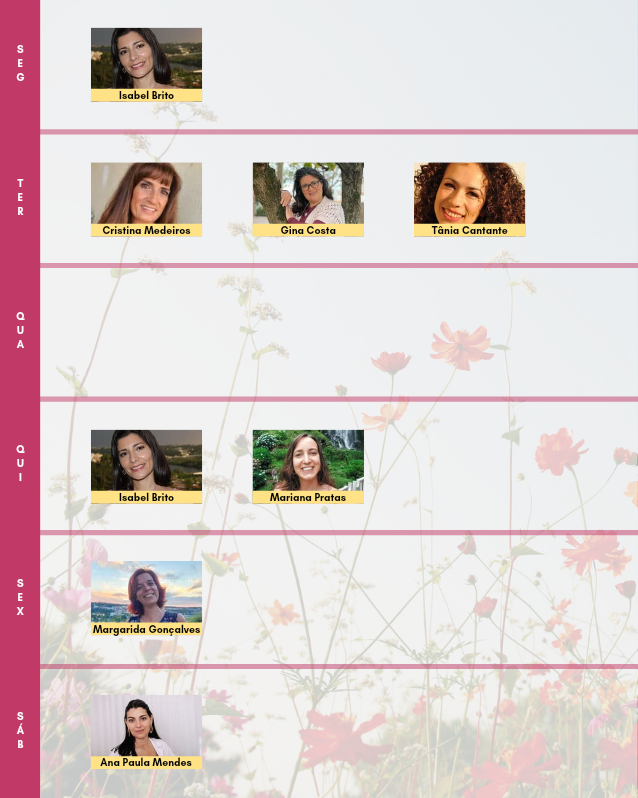 SEG
Isabel Brito
TER
Cristina Medeiros
Gina Costa
Tânia Cantante
QUA
QUI
Isabel Brito
Mariana Pratas
SEX
Margarida Gonçalves
SÁB
Ana Paula Mendes